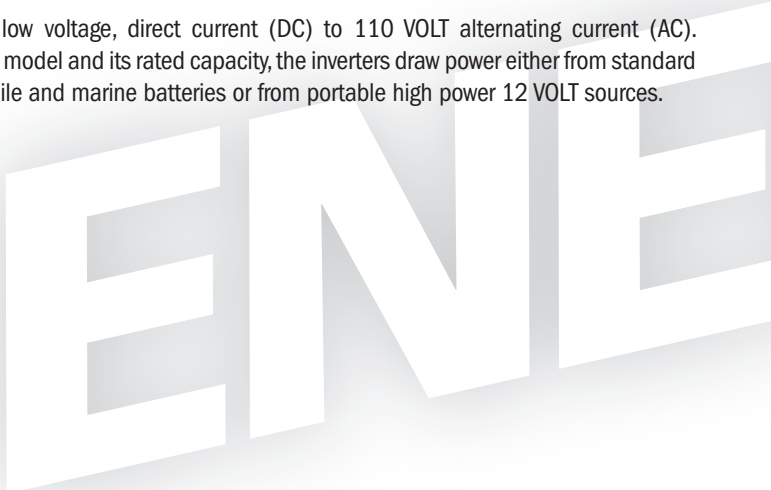 low voltage, direct current (DC) to 110 VOLT alternating current (AC).
model and its rated capacity, the inverters draw power either from standard
ile and marine batteries or from portable high power 12 VOLT sources.
ENE